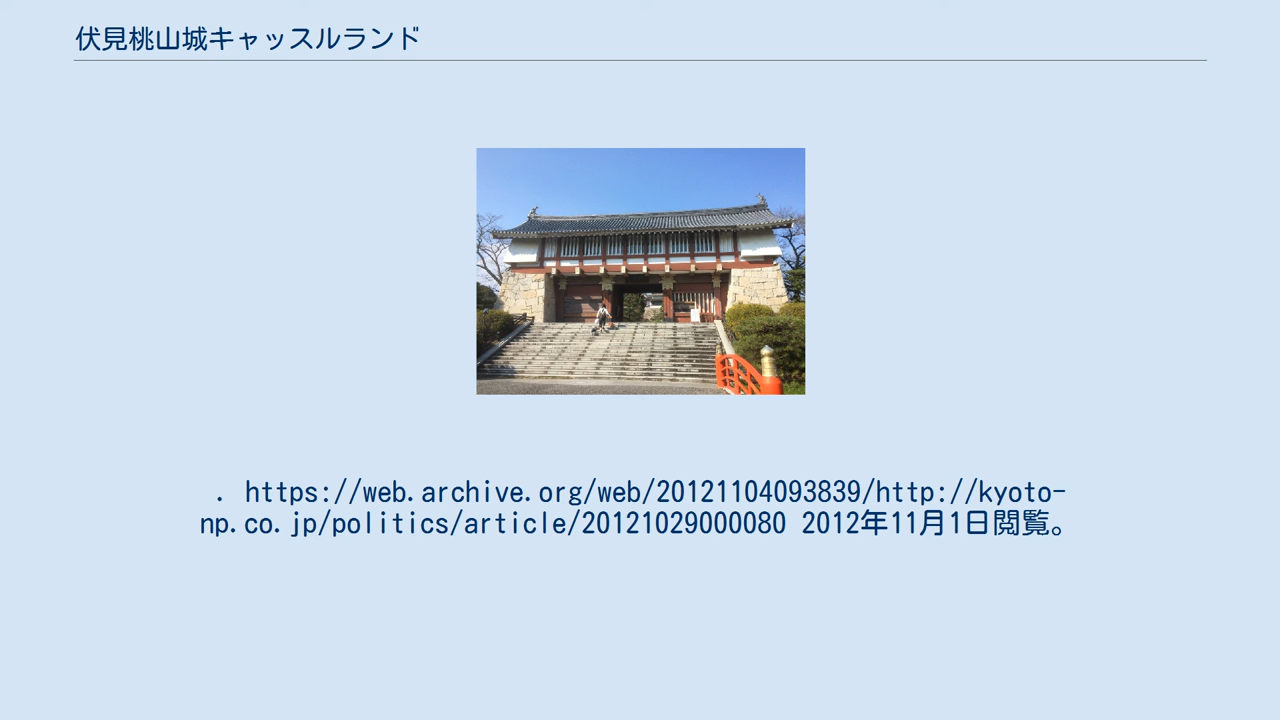 伏見桃山城キャッスルランド
. https://web.archive.org/web/20121104093839/http://kyoto-
np.co.jp/politics/article/20121029000080 2012年11月1日閲覧。